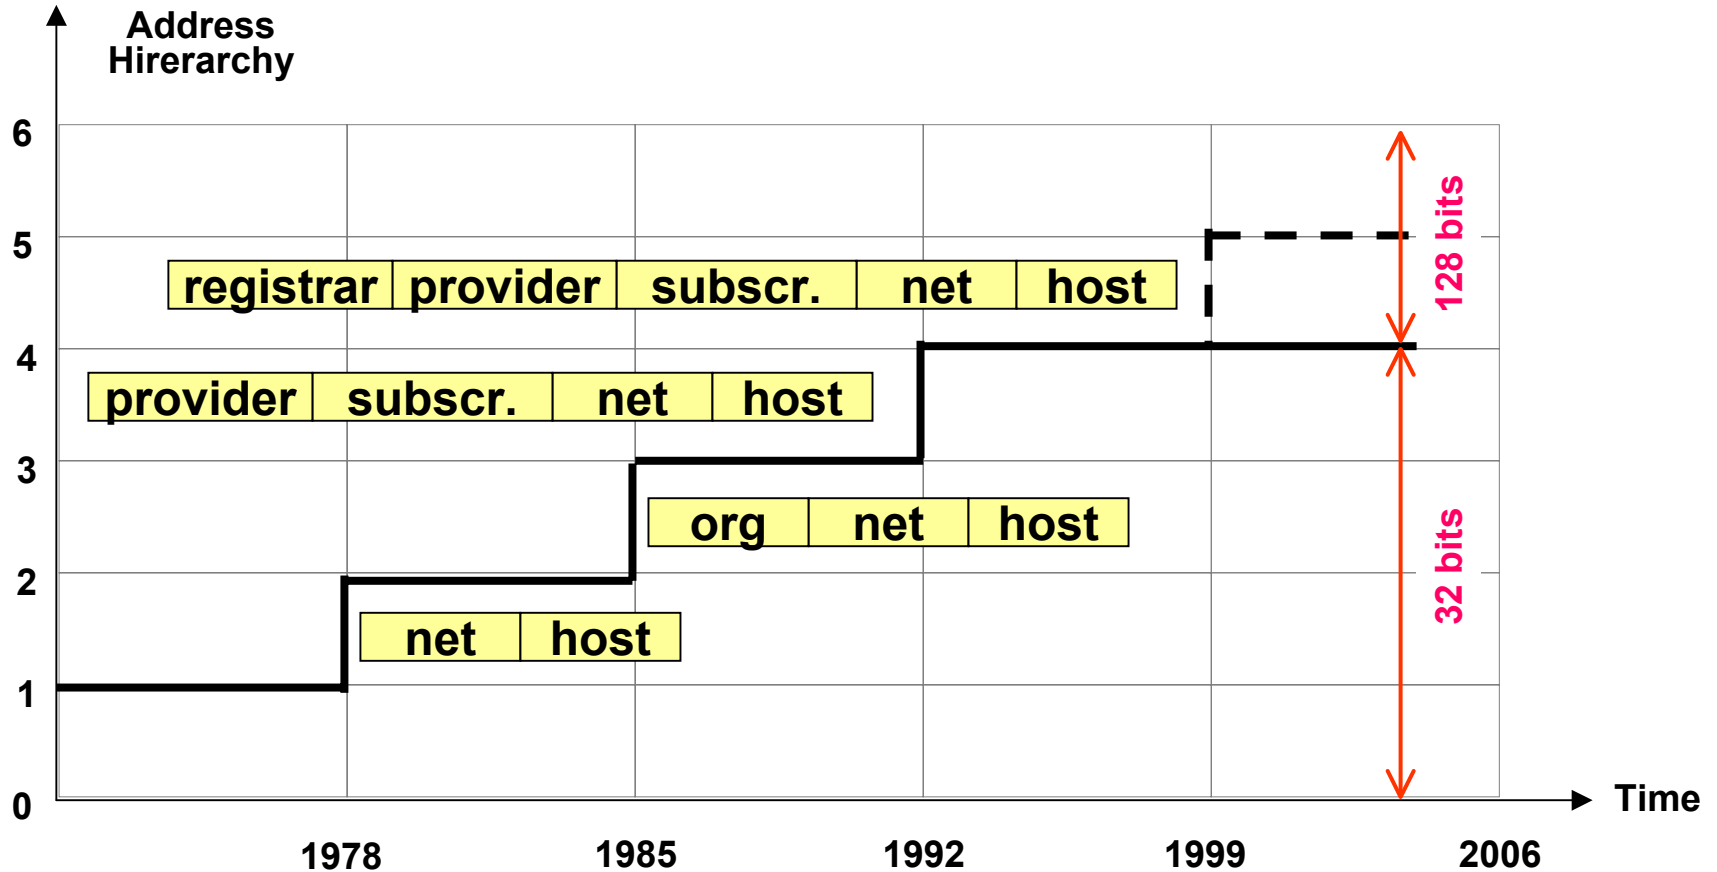 Address
Hirerarchy
6
5
4
3
2
1
0
registrar provider subscr. net host
provider subscr. net host
org net host
net host
128 bits
32 bits
Time
1978 1985 1992 1999 2006